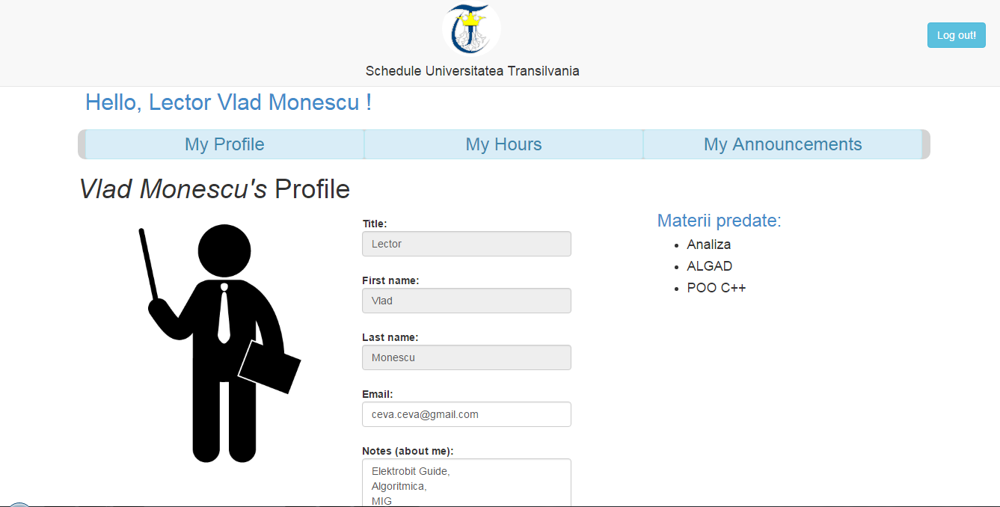 Log out!
Schedule Universitatea Transilvania
Hello, Lector Vlad Monescu !
My Profile
My Hours
My Announcements
Vlad Monescu's Profile
Title:
Lector
First name:
Vlad
Last name:
Monescu
Email:
ceva.ceva@gmail.com
Notes (about me):
Elektrobit Guide,
Algoritmica,
MIG
Materii predate:
Analiza
ALGAD
POO C++